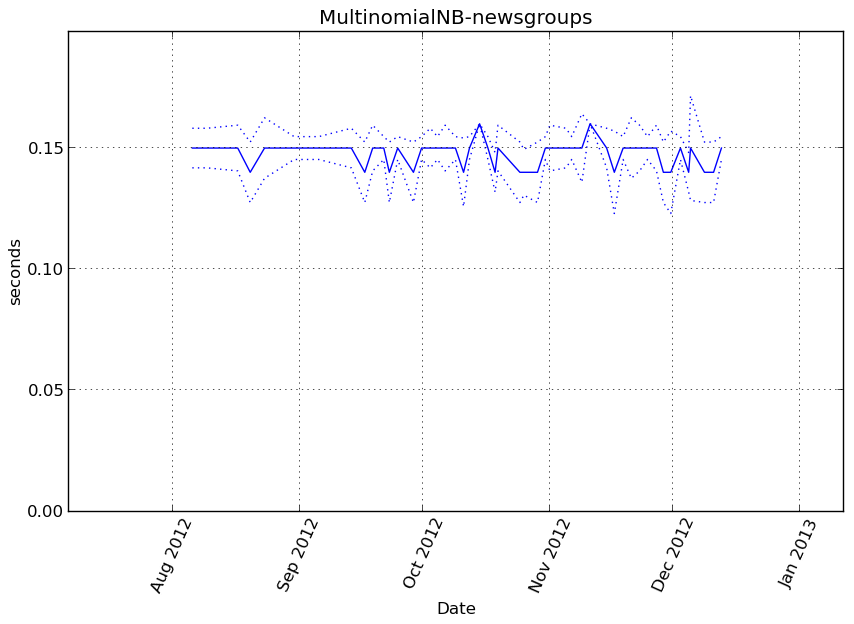 MultinomialNB-newsgroups
seconds
0.15
0.10
0.05
0.00
Aug 2012
Sep 2012
Oct 2012
Nov 2012
Dec 2012
Jan 2013
Date